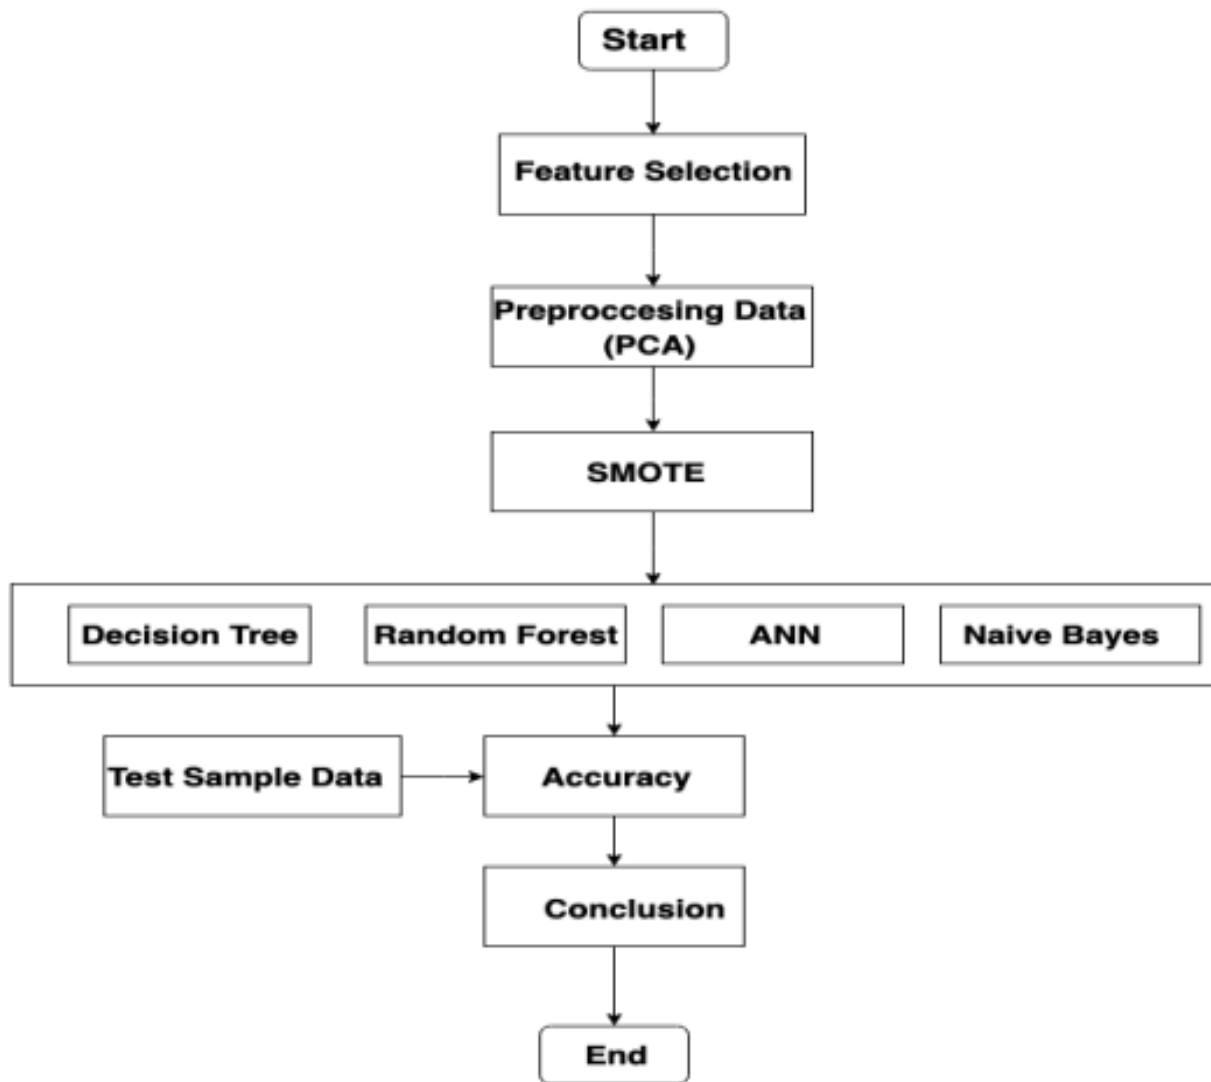 Start
Feature Selection
Preproccesing Data
(PCA)
SMOTE
Decision Tree
Random Forest
ANN
Naive Bayes
Test Sample Data
Accuracy
Conclusion
End